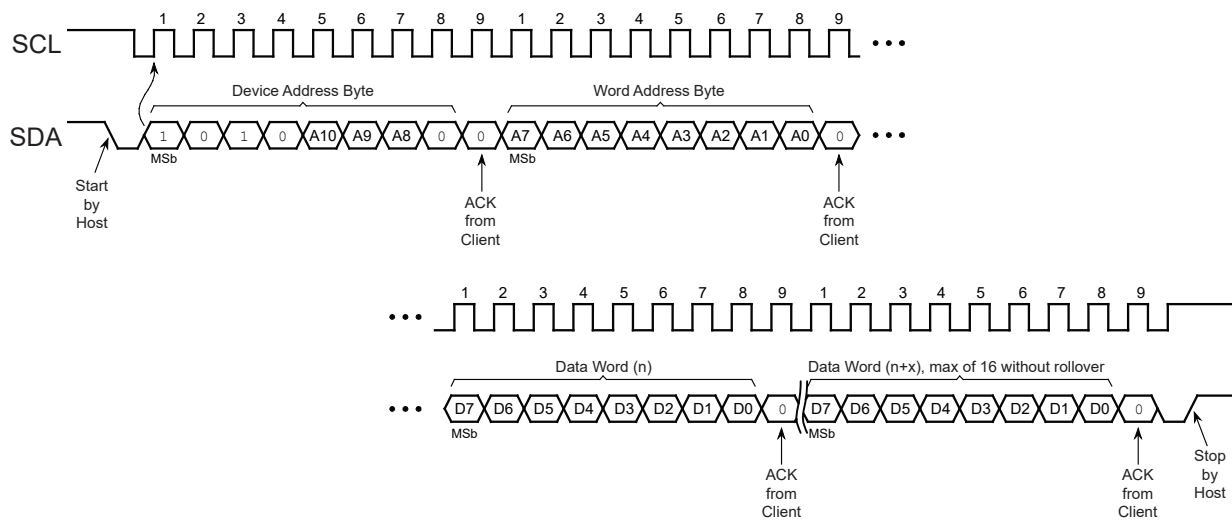 1 2 3 4 5 6 7 8 9 1 2 3 4 5 6 7 8 9
SCL
Device Address Byte Word Address Byte
SDA 1 0 1 0 A10 A9 A8 0 0 A7 A6 A5 A4 A3 A2 A1 A0 0
MSb MSb
Start
by
Host
ACK
from
Client
ACK
from
Client
1 2 3 4 5 6 7 8 9 1 2 3 4 5 6 7 8 9
Data Word (n) Data Word (n+x), max of 16 without rollover
D7 D6 D5 D4 D3 D2 D1 D0 0 D7 D6 D5 D4 D3 D2 D1 D0 0
MSb MSb
ACK
from
Client
ACK
from
Client
Stop
by
Host